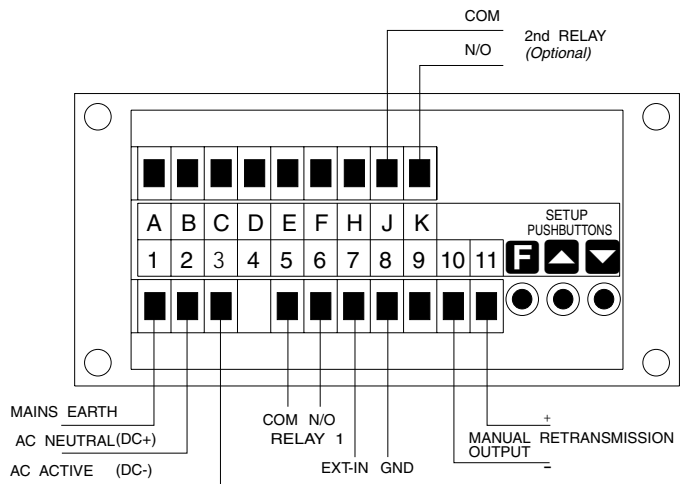 COM
2nd RELAY
N/O
(Optional)
A B C D E F H J K
SETUP
PUSHBUTTONS
1 2 3 4 5 6 7 8 9 10 11 F
MAINS EARTH
COM N/O
+
AC NEUTRAL (DC+)
RELAY 1
MANUAL RETRANSMISSION
OUTPUT
AC ACTIVE (DC-)
EXT-IN GND
-